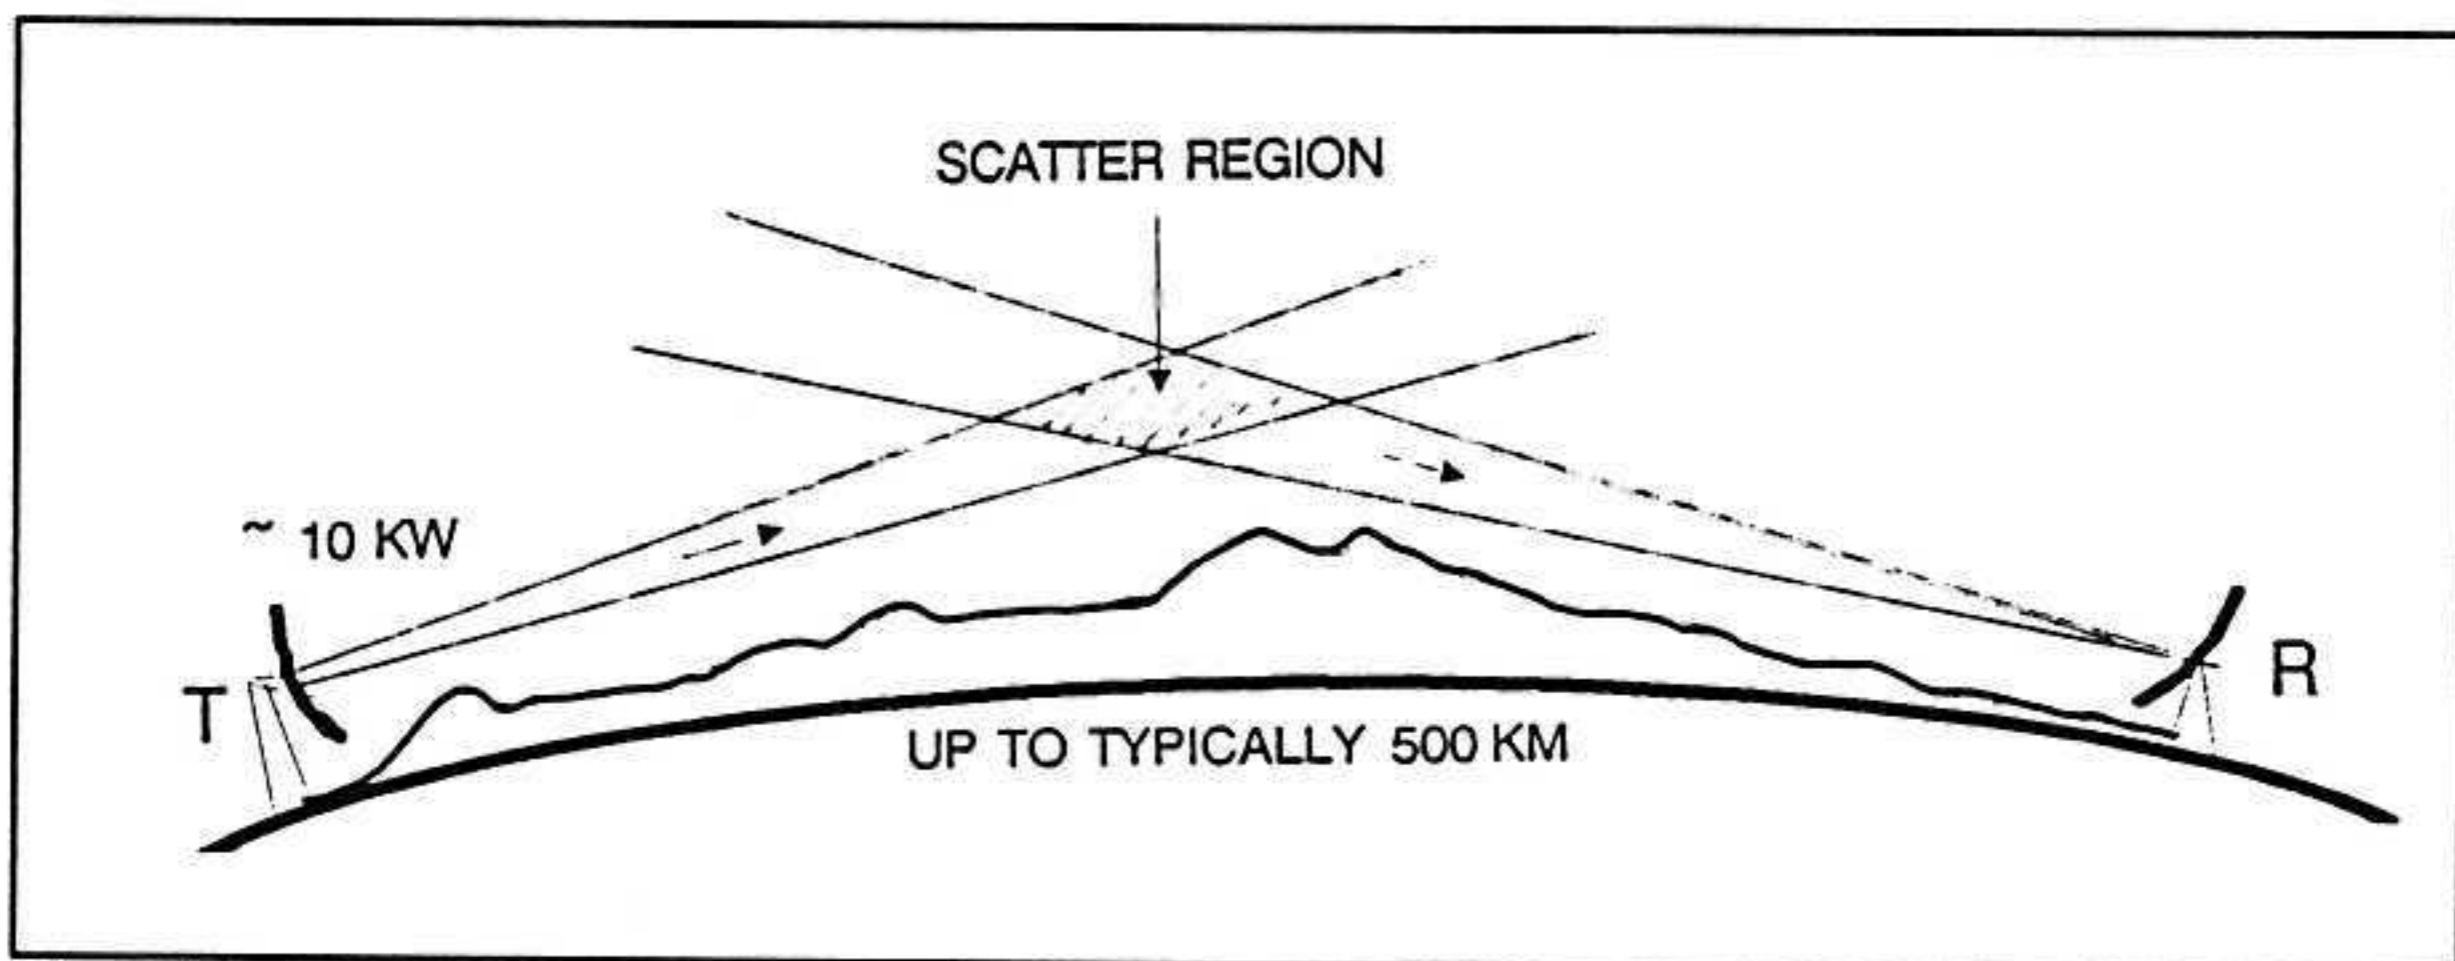 SCATTER REGION
~ 10 KW
T
R
UP TO TYPICALLY 500 KM